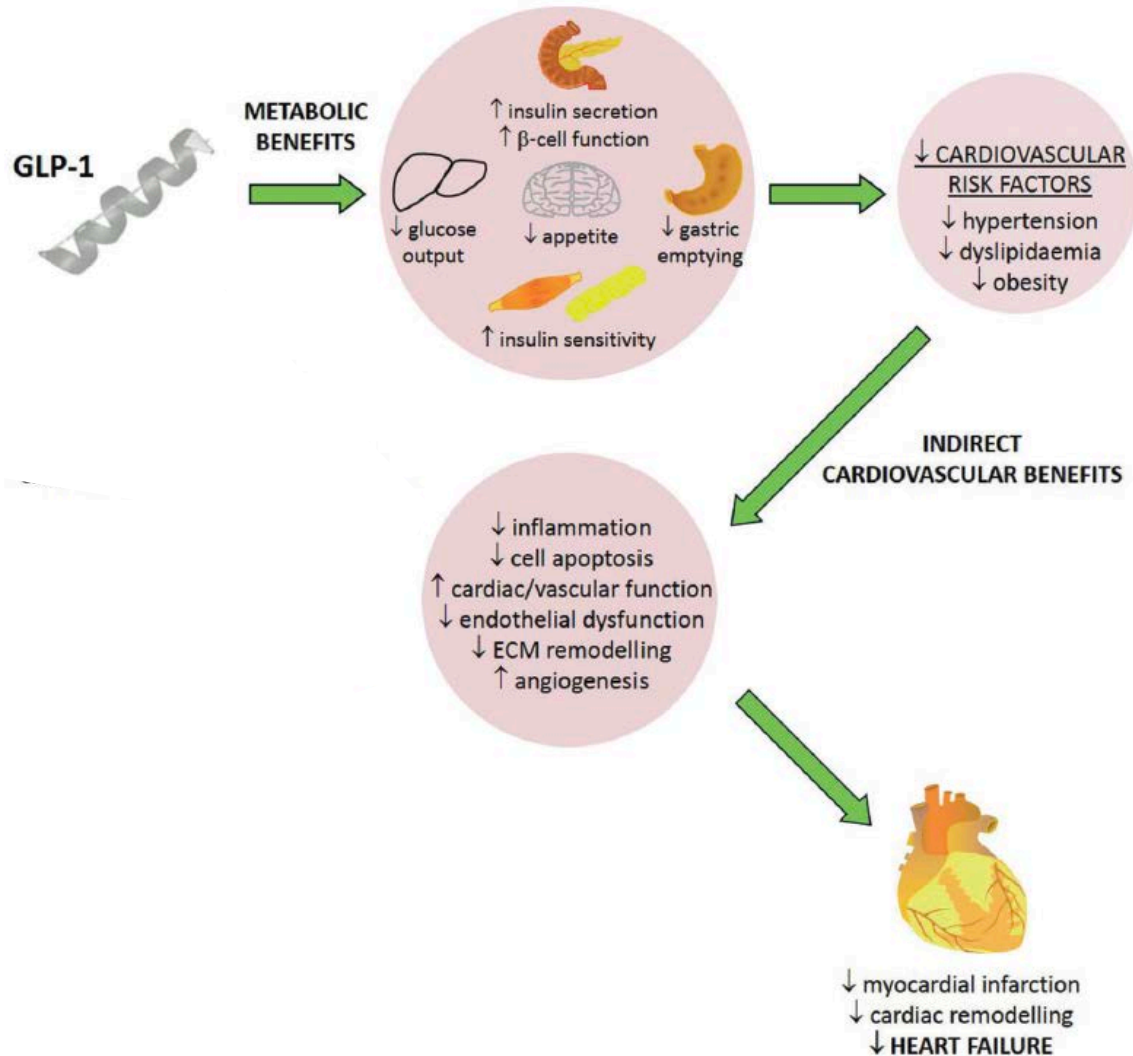 GLP-1
METABOLIC
BENEFITS
↑ insulin secretion
↑ β-cell function
↓ glucose
output
↓ appetite
↓ gastric
emptying
↑ insulin sensitivity
↓ CARDIOVASCULAR
RISK FACTORS
↓ hypertension
↓ dyslipidaemia
↓ obesity
INDIRECT
CARDIOVASCULAR BENEFITS
↓ inflammation
↓ cell apoptosis
↑ cardiac/vascular function
↓ endothelial dysfunction
↓ ECM remodelling
↑ angiogenesis
↓ myocardial infarction
↓ cardiac remodelling
↓ HEART FAILURE